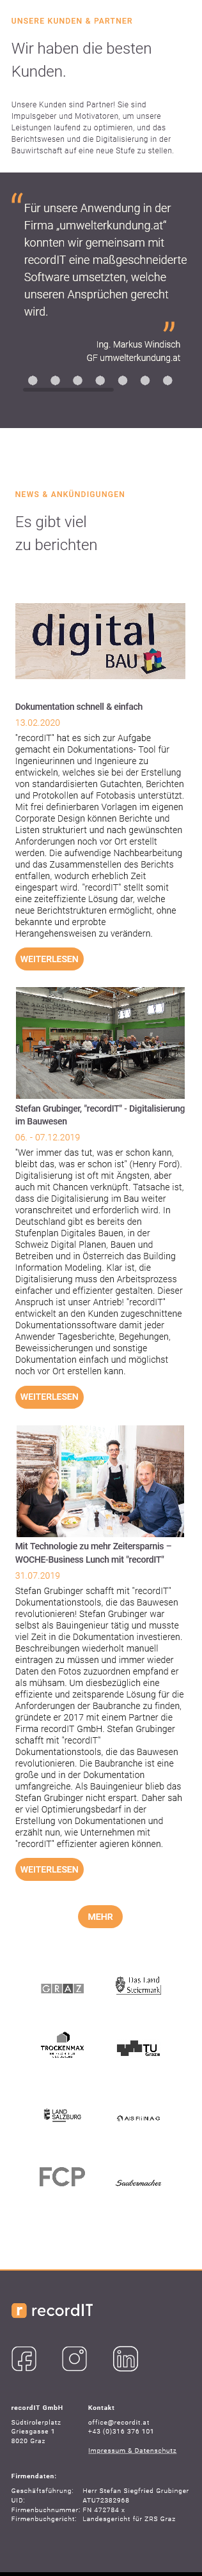 UNSERE KUNDEN & PARTNER
Wir haben die besten
Kunden.
Unsere Kunden sind Partner! Sie sind
Impulsgeber und Motivatoren, um unsere
Leistungen laufend zu optimieren, und das
Berichtswesen und die Digitalisierung in der
Bauwirtschaft auf eine neue Stufe zu stellen.
“
Für unsere Anwendung in der
Firma „umwelterkundung.at“
konnten wir gemeinsam mit
recordIT eine maßgeschneiderte
Software umsetzten, welche
unseren Ansprüchen gerecht
wird.
”
Ing. Markus Windisch
GF umwelterkundung.at
NEWS & ANKÜNDIGUNGEN
Es gibt viel
zu berichten
digital
BAU
Dokumentation schnell & einfach
13.02.2020
"recordIT" hat es sich zur Aufgabe
gemacht ein Dokumentations- Tool für
Ingenieurinnen und Ingenieure zu
entwickeln, welches sie bei der Erstellung
von standardisierten Gutachten, Berichten
und Protokollen auf Fotobasis unterstützt.
Mit frei definierbaren Vorlagen im eigenen
Corporate Design können Berichte und
Listen strukturiert und nach gewünschten
Anforderungen noch vor Ort erstellt
werden. Die aufwendige Nachbearbeitung
und das Zusammenstellen des Berichts
entfallen, wodurch erheblich Zeit
eingespart wird. "recordIT" stellt somit
eine zeiteffiziente Lösung dar, welche
neue Berichtstrukturen ermöglicht, ohne
bekannte und erprobte
Herangehensweisen zu verändern.
WEITERLESEN
Stefan Grubinger, "recordIT" - Digitalisierung
im Bauwesen
06. - 07.12.2019
"Wer immer das tut, was er schon kann,
bleibt das, was er schon ist" (Henry Ford).
Digitalisierung ist oft mit Ängsten, aber
auch mit Chancen verknüpft. Tatsache ist,
dass die Digitalisierung im Bau weiter
voranschreitet und erforderlich wird. In
Deutschland gibt es bereits den
Stufenplan Digitales Bauen, in der
Schweiz Digital Planen, Bauen und
Betreiben und in Österreich das Building
Information Modeling. Klar ist, die
Digitalisierung muss den Arbeitsprozess
einfacher und effizienter gestalten. Dieser
Anspruch ist unser Antrieb! "recordIT"
entwickelt an den Kunden zugeschnittene
Dokumentationssoftware damit jeder
Anwender Tagesberichte, Begehungen,
Beweissicherungen und sonstige
Dokumentation einfach und möglichst
noch vor Ort erstellen kann.
WEITERLESEN
Mit Technologie zu mehr Zeitersparnis –
WOCHE-Business Lunch mit "recordIT"
31.07.2019
Stefan Grubinger schafft mit "recordIT"
Dokumentationstools, die das Bauwesen
revolutionieren! Stefan Grubinger war
selbst als Bauingenieur tätig und musste
viel Zeit in die Dokumentation investieren.
Beschreibungen wiederholt manuell
eintragen zu müssen und immer wieder
Daten den Fotos zuzuordnen empfand er
als mühsam. Um diesbezüglich eine
effiziente und zeitsparende Lösung für die
Anforderungen der Baubranche zu finden,
gründete er 2017 mit einem Partner die
Firma recordIT GmbH. Stefan Grubinger
schafft mit "recordIT"
Dokumentationstools, die das Bauwesen
revolutionieren. Die Baubranche ist eine
große und in der Dokumentation
umfangreiche. Als Bauingenieur blieb das
Stefan Grubinger nicht erspart. Daher sah
er viel Optimierungsbedarf in der
Erstellung von Dokumentationen und
erzählt nun, wie Unternehmen mit
"recordIT" effizienter agieren können.
WEITERLESEN
MEHR
GRAZ
Das Land
Steiermark
TROCKENMAX
TU
Graz
LAND
SALZBURG
ASFINAG
FCP
Saubermacher
r recordIT
recordIT GmbH
Südtirolerplatz
Griesgasse 1
8020 Graz
Kontakt
office@recordit.at
+43 (0)316 376 101
Impressum & Datenschutz
Firmendaten:
Geschäftsführung: Herr Stefan Siegfried Grubinger
UID: ATU72382968
Firmenbuchnummer: FN 472784 x
Firmenbuchgericht: Landesgericht für ZRS Graz